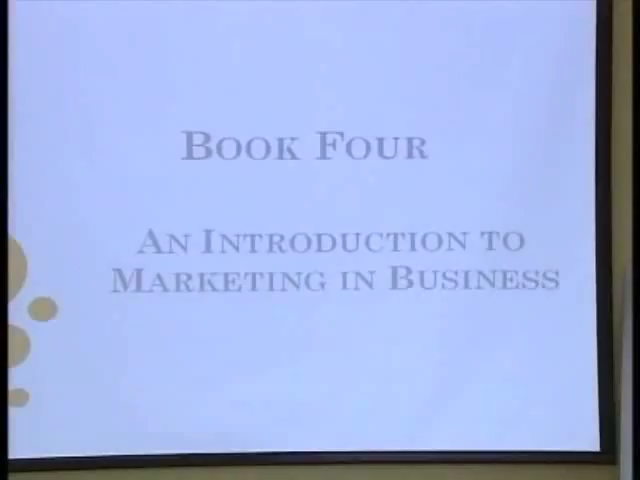 BOOK FOUR
AN INTRODUCTION TO
MARKETING IN BUSINESS